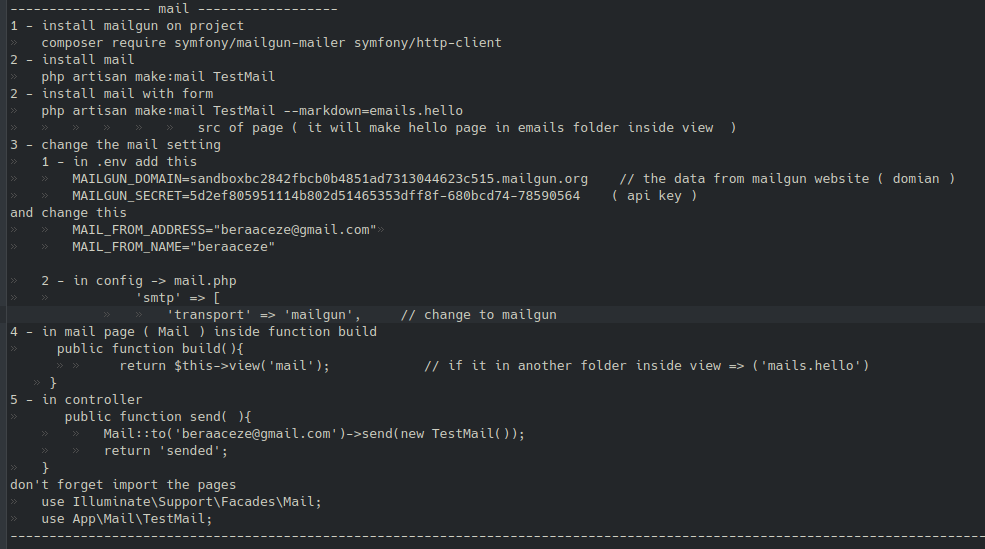 ------------------ mail ------------------
1 - install mailgun on project
» composer require symfony/mailgun-mailer symfony/http-client
2 - install mail
» php artisan make:mail TestMail
2 - install mail with form
» php artisan make:mail TestMail --markdown=emails.hello
» » » » » » src of page ( it will make hello page in emails folder inside view  )
3 - change the mail setting
» 1 - in .env add this
» » MAILGUN_DOMAIN=sandboxbc2842fbcb0b4851ad7313044623c515.mailgun.org    // the data from mailgun website ( domian )
» » MAILGUN_SECRET=5d2ef805951114b802d51465353dff8f-680bcd74-78590564    ( api key )
and change this
» » MAIL_FROM_ADDRESS="beraaceze@gmail.com"»
» » MAIL_FROM_NAME="beraaceze"
» 2 - in config -> mail.php
» » 'smtp' => [
» » 'transport' => 'mailgun',     // change to mailgun
4 - in mail page ( Mail ) inside function build
» public function build(){
» » return $this->view('mail');            // if it in another folder inside view => ('mails.hello')
» }
5 - in controller
» public function send( ){
» » Mail::to('beraaceze@gmail.com')->send(new TestMail());
» » return 'sended';
» }
don't forget import the pages
» use Illuminate\Support\Facades\Mail;
» use App\Mail\TestMail;
------------------------------------------------------------------------------------------------------------------------------